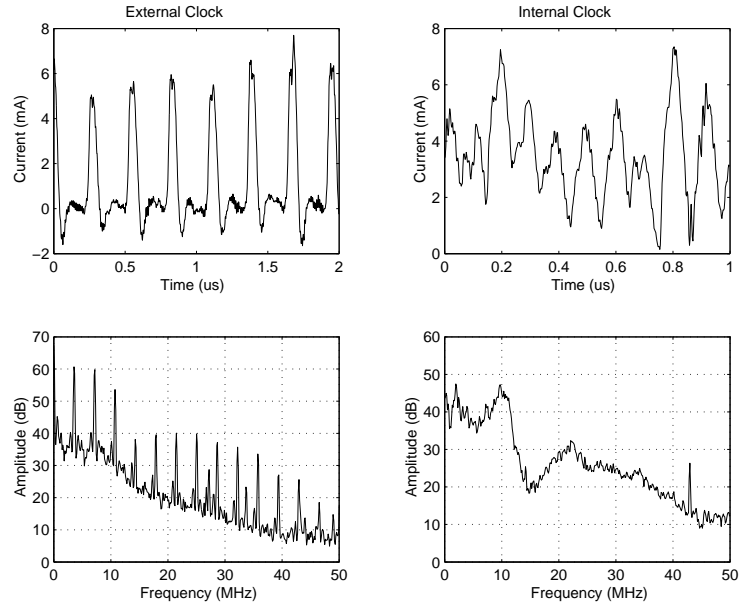 External Clock
8
6
4
2
0
−2
Current (mA)
0 0.5 1 1.5 2
Time (us)
Internal Clock
8
6
4
2
0
Current (mA)
0 0.2 0.4 0.6 0.8 1
Time (us)
70
60
50
40
30
20
10
0
Amplitude (dB)
0 10 20 30 40 50
Frequency (MHz)
60
50
40
30
20
10
0
Amplitude (dB)
0 10 20 30 40 50
Frequency (MHz)